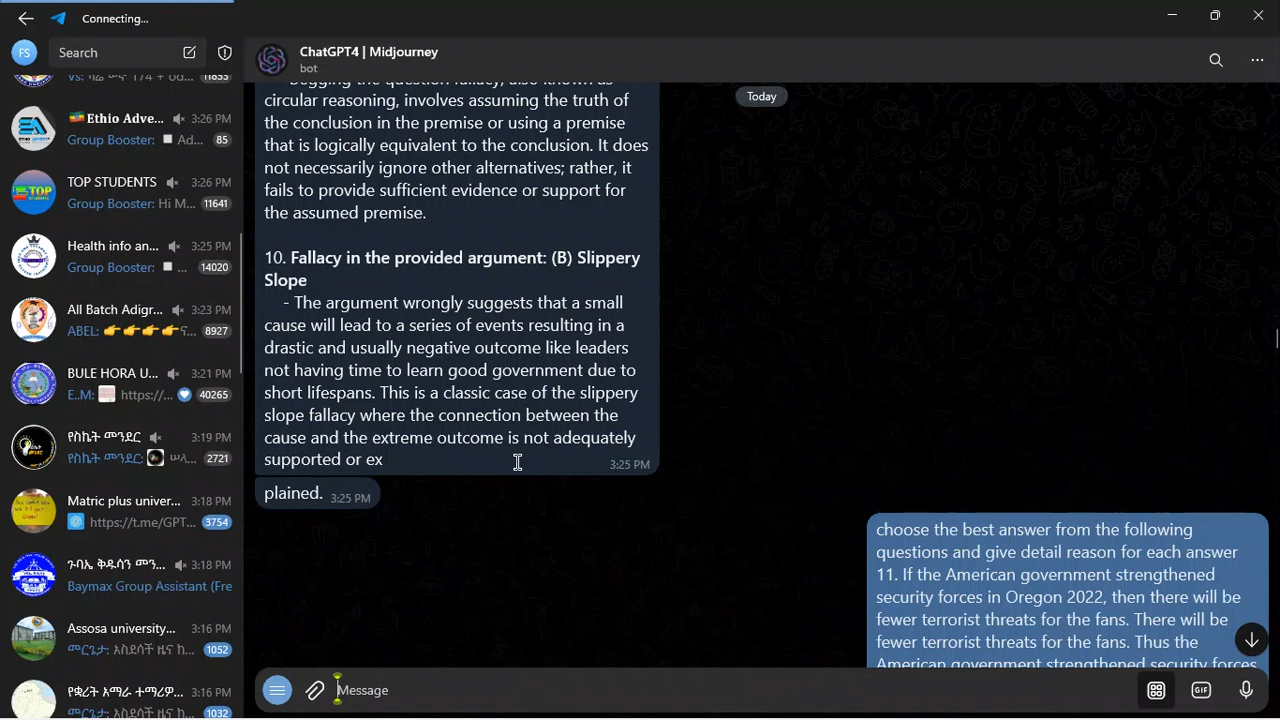 Connecting...
FS
Search
Vs:
11853
Ethio Adve...
3:26 PM
Group Booster: Ad...
85
TOP STUDENTS
3:26 PM
Group Booster: Hi M...
11641
Health info an...
3:25 PM
Group Booster: ...
14020
All Batch Adigr...
3:23 PM
ABEL:
8927
BULE HORA U...
3:21 PM
E..M: https://...
40265
የስኬት መንደር
3:19 PM
የስኬት መንደር:
2721
Matric plus univer...
3:18 PM
https://t.me/GPT...
3754
ጉባኤ ቅዱሳን መን...
3:18 PM
Baymax Group Assistant (Fre
Assosa university...
3:16 PM
መርጌታ: አስደሳች ዜና ከ...
1052
የቋሪት አማራ ተማሪዎ...
3:16 PM
መርጌታ: አስደሳች ዜና ከ...
1032
ChatGPT4 | Midjourney
bot
Today
circular reasoning, involves assuming the truth of
the conclusion in the premise or using a premise
that is logically equivalent to the conclusion. It does
not necessarily ignore other alternatives; rather, it
fails to provide sufficient evidence or support for
the assumed premise.
10. Fallacy in the provided argument: (B) Slippery
Slope
- The argument wrongly suggests that a small
cause will lead to a series of events resulting in a
drastic and usually negative outcome like leaders
not having time to learn good government due to
short lifespans. This is a classic case of the slippery
slope fallacy where the connection between the
cause and the extreme outcome is not adequately
supported or ex
3:25 PM
plained. 3:25 PM
choose the best answer from the following
questions and give detail reason for each answer
11. If the American government strengthened
security forces in Oregon 2022, then there will be
fewer terrorist threats for the fans. There will be
fewer terrorist threats for the fans. Thus the
American government strengthened security forces
Message
GIF